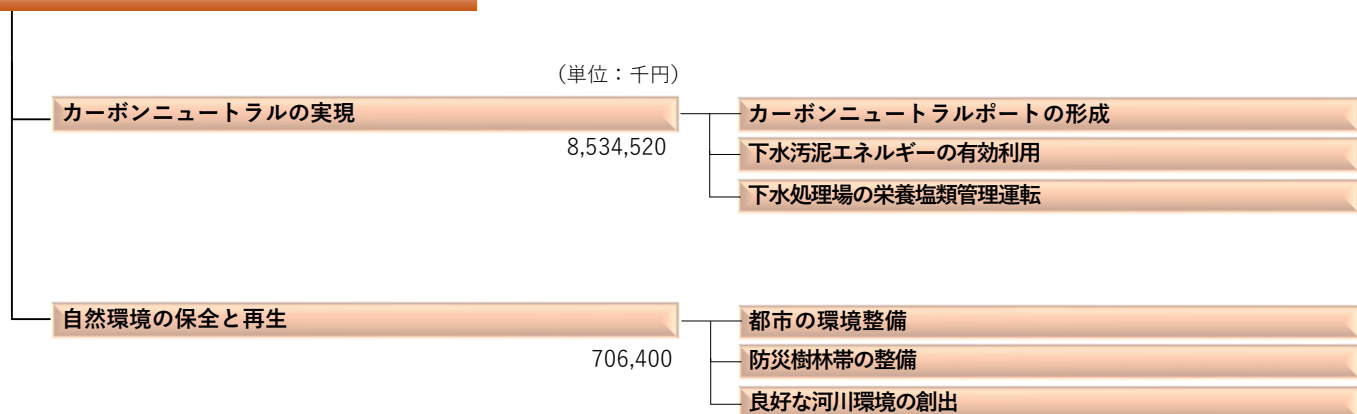 （単位：千円）
カーボンニュートラルの実現
8,534,520
カーボンニュートラルポートの形成
下水汚泥エネルギーの有効利用
下水処理場の栄養塩類管理運転
自然環境の保全と再生
706,400
都市の環境整備
防災樹林帯の整備
良好な河川環境の創出